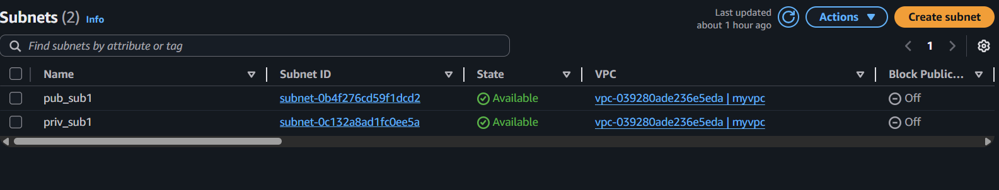 Subnets (2) Info
Last updated
about 1 hour ago
Actions
Create subnet
Find subnets by attribute or tag
1
Name Subnet ID State VPC Block Public...
pub_sub1 subnet-0b4f276cd59f1dcd2 Available vpc-039280ade236e5eda | myvpc Off
priv_sub1 subnet-0c132a8ad1fc0ee5a Available vpc-039280ade236e5eda | myvpc Off